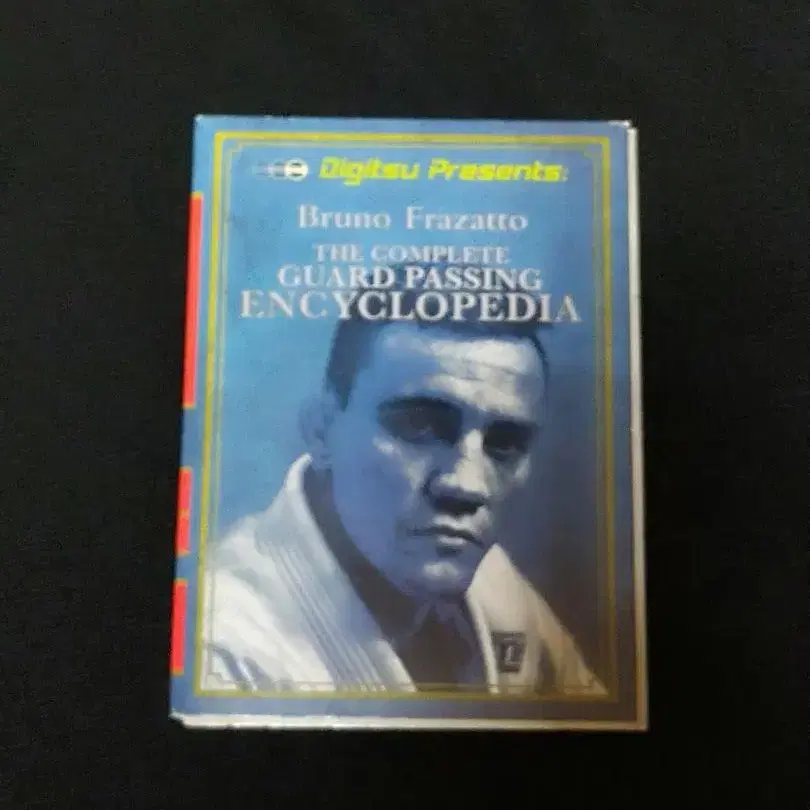 Digitsu Presents:
Bruno Frazatto
THE COMPLETE
GUARD PASSING
ENCYCLOPEDIA